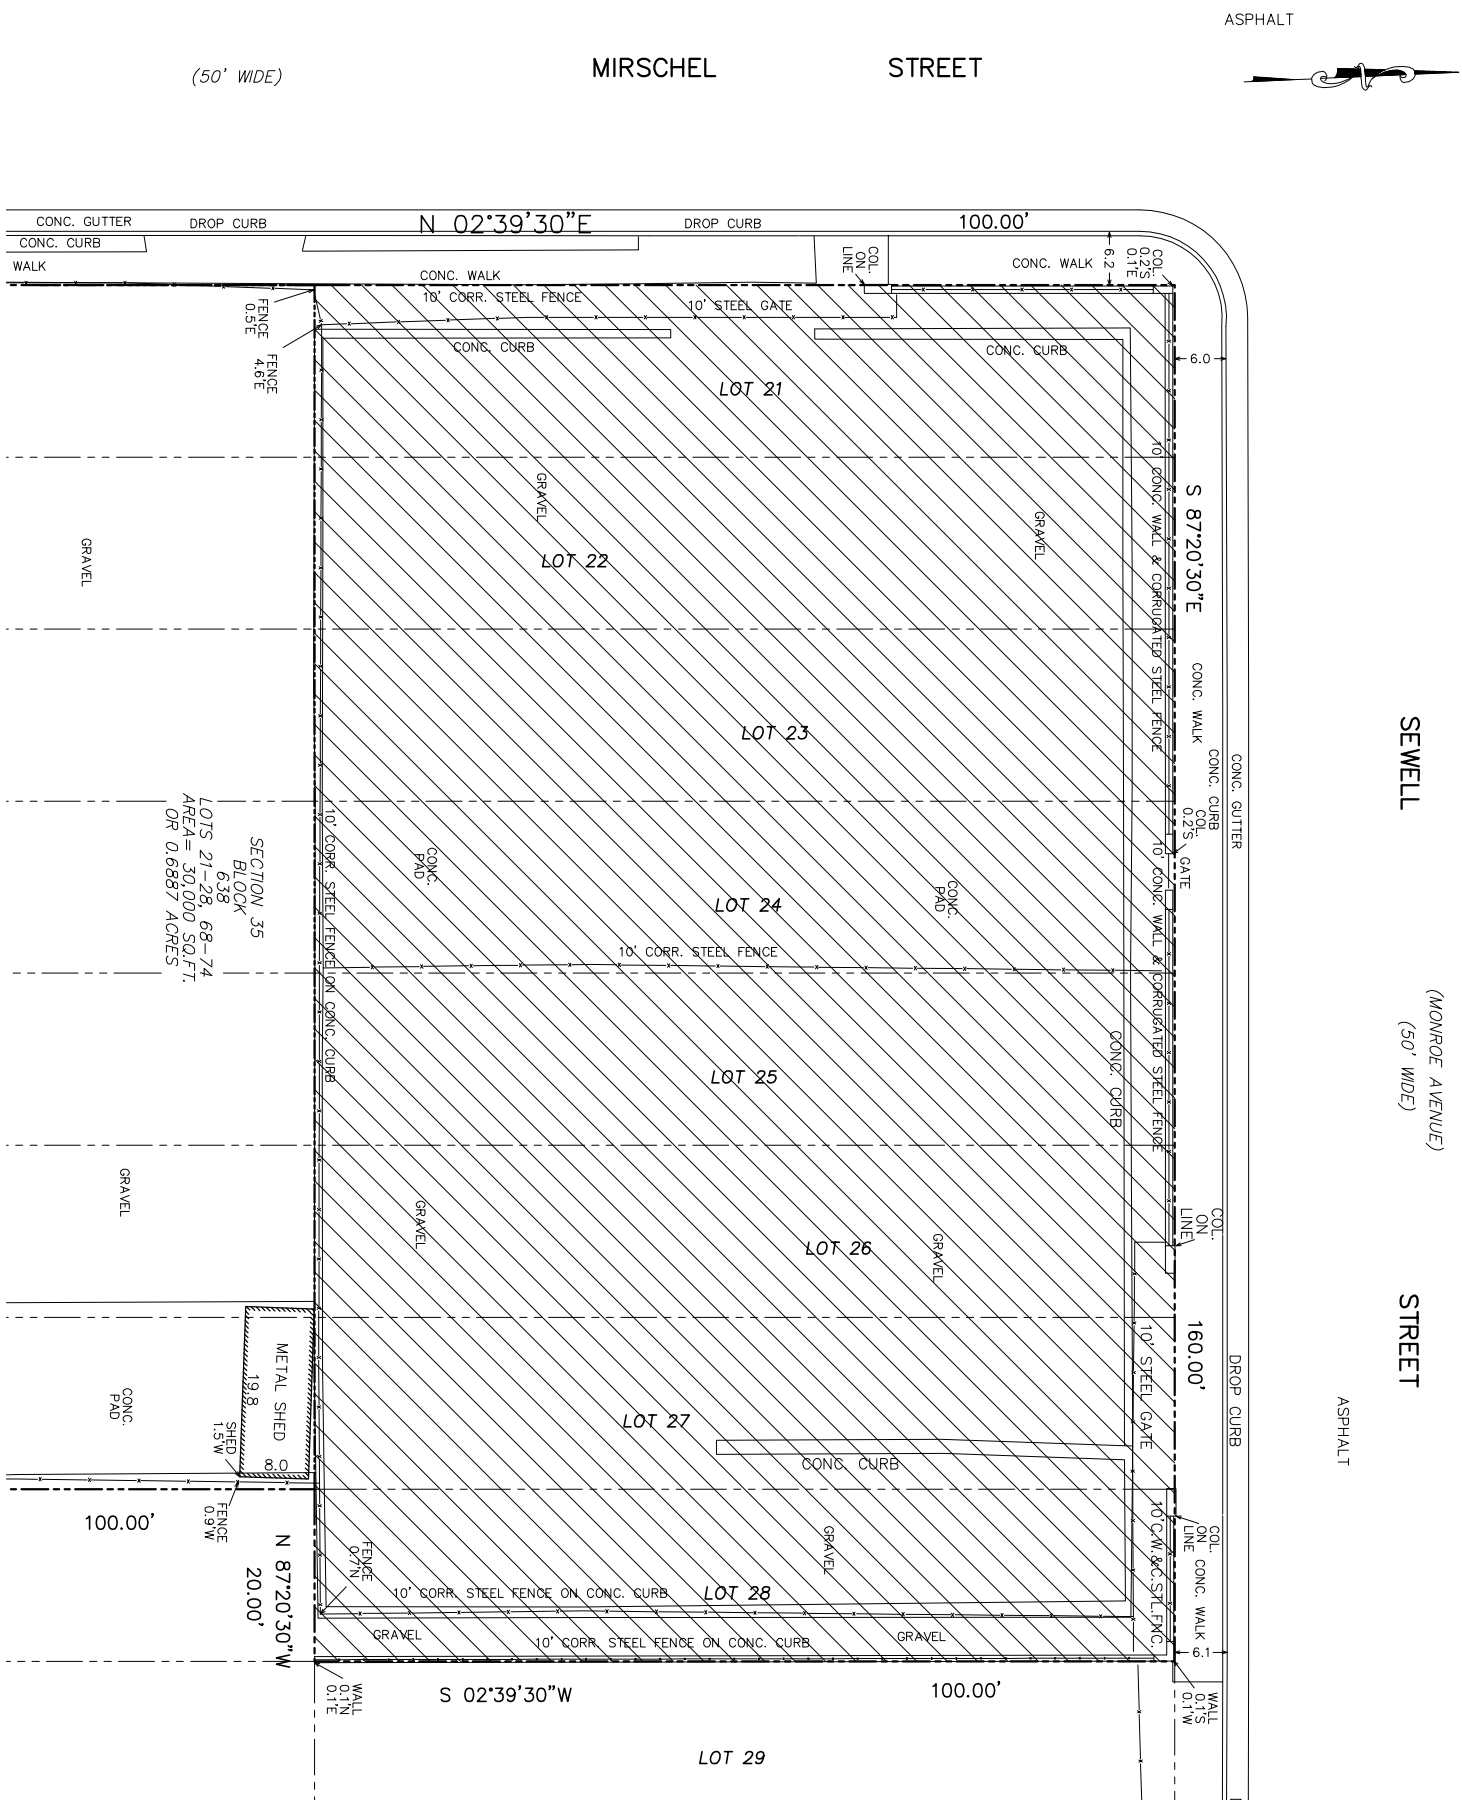 ASPHALT
(50' WIDE)
MIRSCHEL STREET
CONC. GUTTER
DROP CURB
N 02°39'30"E
DROP CURB
100.00'
CONC. CURB
WALK
CONC. WALK
COL.
ON
LINE
CONC. WALK
6.2
COL.
0.2'S
0.1'E
10' CORR. STEEL FENCE
10' STEEL GATE
FENCE
0.5'E
FENCE
4.6'E
CONC. CURB
CONC. CURB
6.0
LOT 21
10' CONC. WALL & CORRUGATED STEEL FENCE
S 87°20'30"E
GRAVEL
GRAVEL
GRAVEL
LOT 22
CONC. WALK
SEWELL
STREET
(MONROE AVENUE)
(50' WIDE)
LOT 23
CONC. CURB
CONC. GUTTER
COL.
0.2'S
GATE
SECTION 35
BLOCK
638
LOTS 21-28, 68-74
AREA= 30,000 SQ.FT.
OR 0.6887 ACRES
10' CORR. STEEL FENCE ON CONC. CURB
CONC.
PAD
CONC.
PAD
LOT 24
10' CONC. WALL & CORRUGATED STEEL FENCE
10' CORR. STEEL FENCE
CONC. CURB
LOT 25
GRAVEL
GRAVEL
GRAVEL
LOT 26
COL.
ON
LINE
10' STEEL GATE
160.00'
DROP CURB
ASPHALT
METAL SHED
19.8
8.0
SHED
1.5'W
CONC.
PAD
LOT 27
CONC. CURB
FENCE
0.9'W
100.00'
N 87°20'30"W
20.00'
FENCE
0.7'N
GRAVEL
10'C.W.&C.STL.FNC.
COL.
ON
LINE
CONC. WALK
10' CORR. STEEL FENCE ON CONC. CURB
LOT 28
GRAVEL
10' CORR. STEEL FENCE ON CONC. CURB
GRAVEL
6.1
WALL
0.1'N
0.1'E
S 02°39'30"W
100.00'
WALL
0.1'S
0.1'W
LOT 29